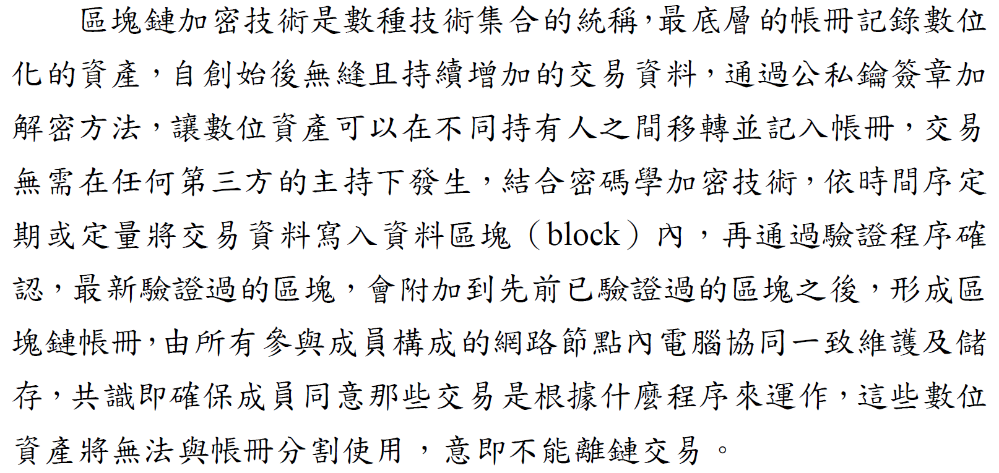 區塊鏈加密技術是數種技術集合的統稱，最底層的帳冊記錄數位
化的資產，自創始後無縫且持續增加的交易資料，通過公私鑰簽章加
解密方法，讓數位資產可以在不同持有人之間移轉並記入帳冊，交易
無需在任何第三方的主持下發生，結合密碼學加密技術，依時間序定
期或定量將交易資料寫入資料區塊（block）內，再通過驗證程序確
認，最新驗證過的區塊，會附加到先前已驗證過的區塊之後，形成區
塊鏈帳冊，由所有參與成員構成的網路節點內電腦協同一致維護及儲
存，共識即確保成員同意那些交易是根據什麼程序來運作，這些數位
資產將無法與帳冊分割使用，意即不能離鏈交易。